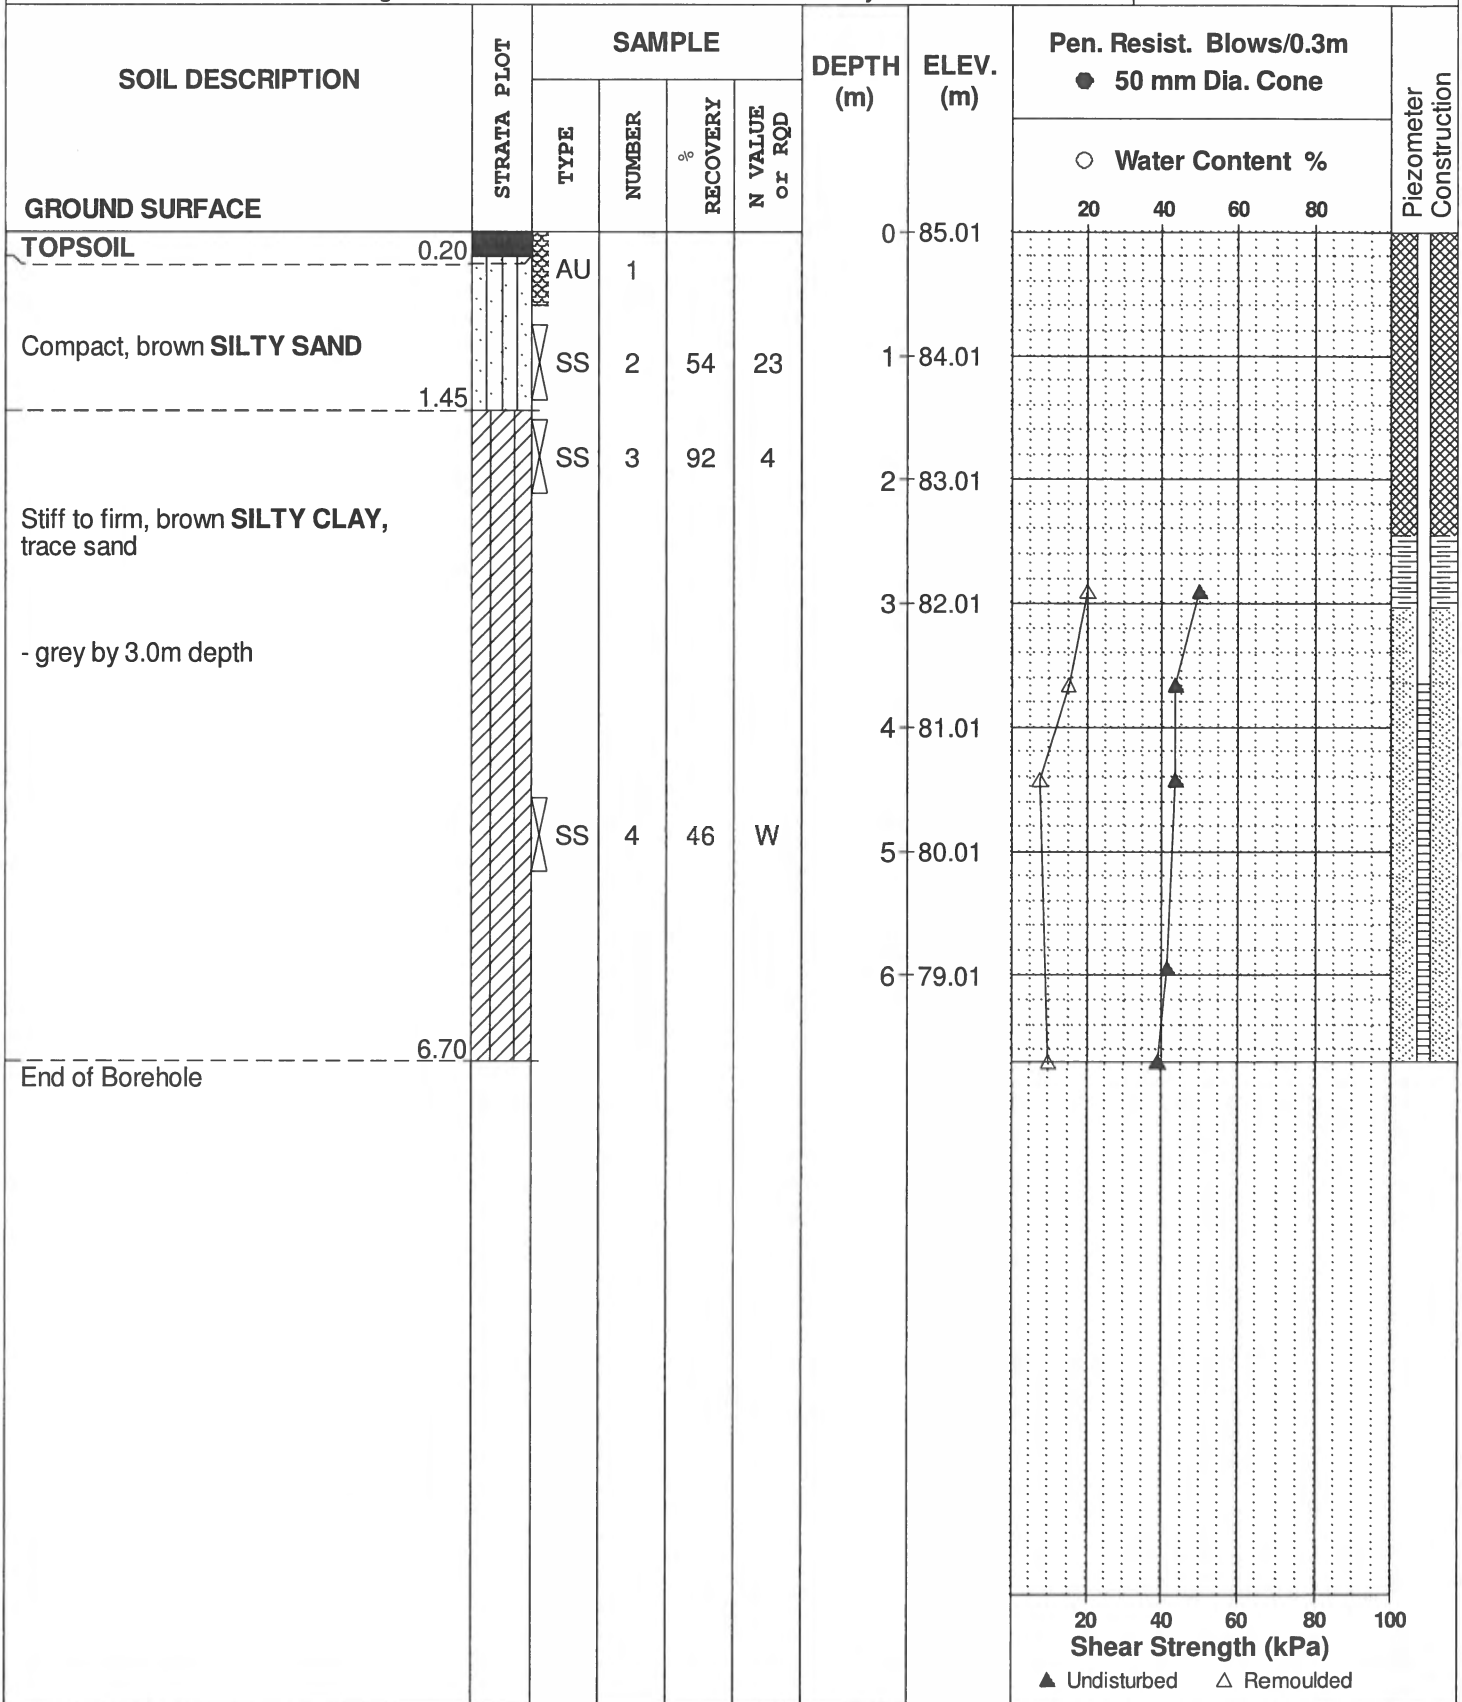 SOIL DESCRIPTION
GROUND SURFACE
STRATA PLOT
SAMPLE
TYPE
NUMBER
% RECOVERY
N VALUE or RQD
DEPTH (m)
ELEV. (m)
Pen. Resist. Blows/0.3m
● 50 mm Dia. Cone
○ Water Content %
20 40 60 80
Piezometer Construction
TOPSOIL 0.20
0 85.01
AU 1
Compact, brown SILTY SAND
SS 2 54 23
1 84.01
1.45
SS 3 92 4
2 83.01
Stiff to firm, brown SILTY CLAY,
trace sand
3 82.01
- grey by 3.0m depth
4 81.01
SS 4 46 W
5 80.01
6 79.01
6.70
End of Borehole
20 40 60 80 100
Shear Strength (kPa)
▲ Undisturbed △ Remoulded